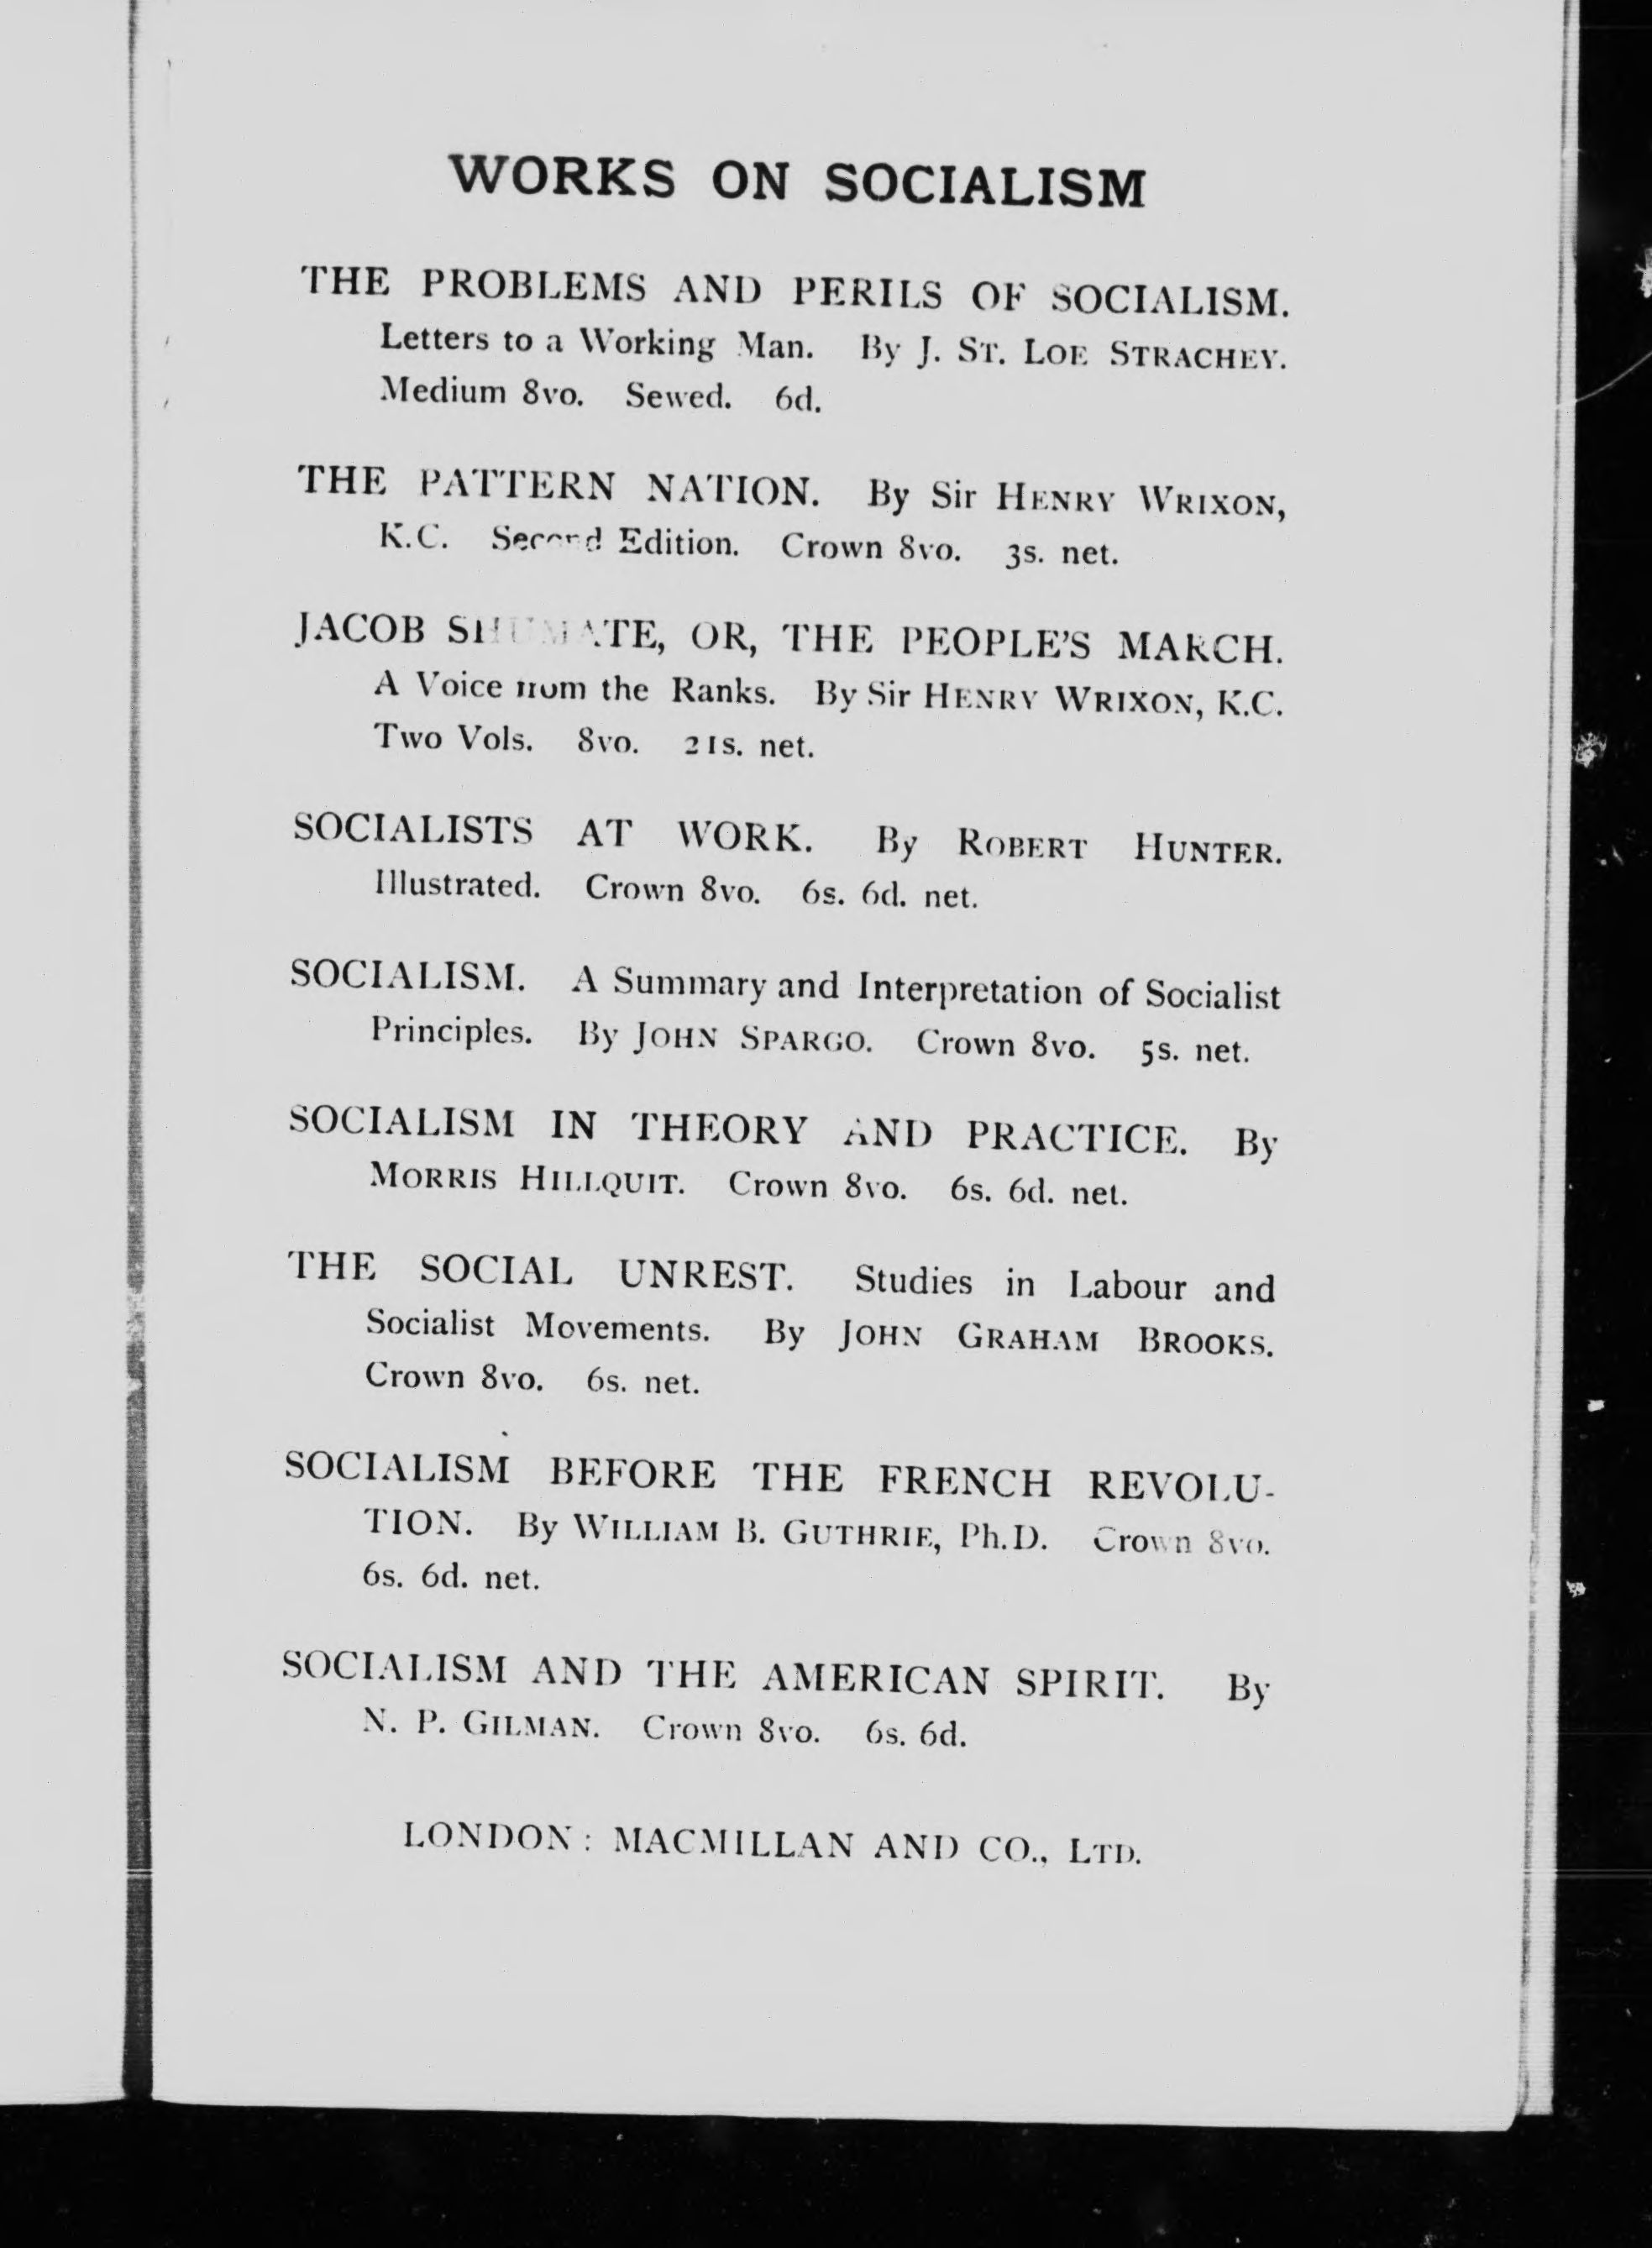 WORKS ON SOCIALISM
THE PROBLEMS AND PERILS OF SOCIALISM.
Letters to a Working Man. By J. ST. LOE STRACHEY.
Medium 8vo. Sewed. 6d.
THE PATTERN NATION. By Sir HENRY WRIXON,
K.C. Second Edition. Crown 8vo. 3s. net.
JACOB SHUMATE, OR, THE PEOPLE'S MARCH.
A Voice from the Ranks. By Sir HENRY WRIXON, K.C.
Two Vols. 8vo. 21s. net.
SOCIALISTS AT WORK. By ROBERT HUNTER.
Illustrated. Crown 8vo. 6s. 6d. net.
SOCIALISM. A Summary and Interpretation of Socialist
Principles. By JOHN SPARGO. Crown 8vo. 5s. net.
SOCIALISM IN THEORY AND PRACTICE. By
MORRIS HILLQUIT. Crown 8vo. 6s. 6d. net.
THE SOCIAL UNREST. Studies in Labour and
Socialist Movements. By JOHN GRAHAM BROOKS.
Crown 8vo. 6s. net.
SOCIALISM BEFORE THE FRENCH REVOLU-
TION. By WILLIAM B. GUTHRIE, Ph.D. Crown 8vo.
6s. 6d. net.
SOCIALISM AND THE AMERICAN SPIRIT. By
N. P. GILMAN. Crown 8vo. 6s. 6d.
LONDON: MACMILLAN AND CO., LTD.